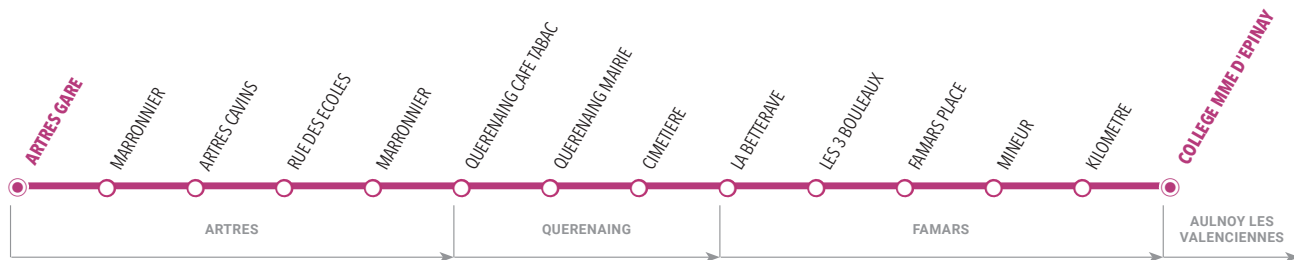 ARTRES GARE
MARRONNIER
ARTRES CAVINS
RUE DES ECOLES
MARRONNIER
QUERENAING CAFE TABAC
QUERENAING MAIRIE
CIMETIERE
LA BETTERAVE
LES 3 BOULEAUX
FAMARS PLACE
MINEUR
KILOMETRE
COLLEGE MME D'EPINAY
ARTRES
QUERENAING
FAMARS
AULNOY LES
VALENCIENNES